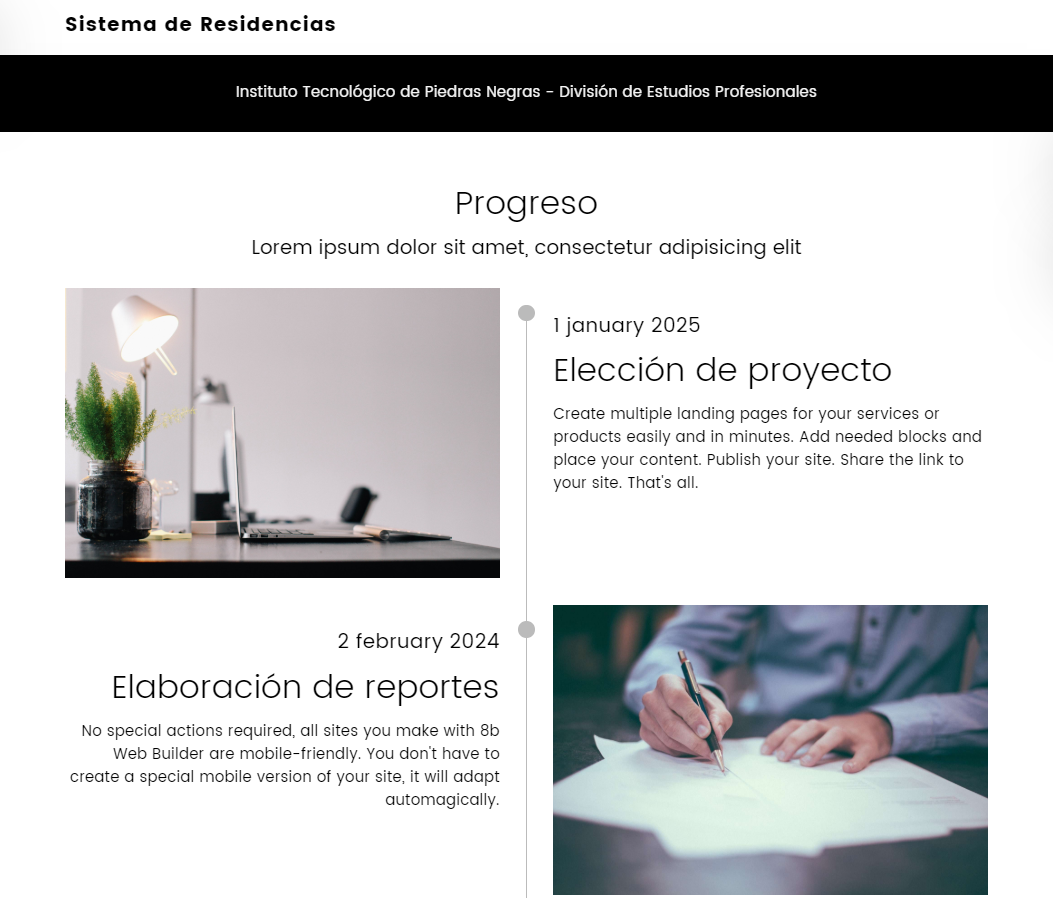 Sistema de Residencias
Instituto Tecnológico de Piedras Negras - División de Estudios Profesionales
Progreso
Lorem ipsum dolor sit amet, consectetur adipisicing elit
1 january 2025
Elección de proyecto
Create multiple landing pages for your services or
products easily and in minutes. Add needed blocks and
place your content. Publish your site. Share the link to
your site. That's all.
2 february 2024
Elaboración de reportes
No special actions required, all sites you make with 8b
Web Builder are mobile-friendly. You don't have to
create a special mobile version of your site, it will adapt
automagically.